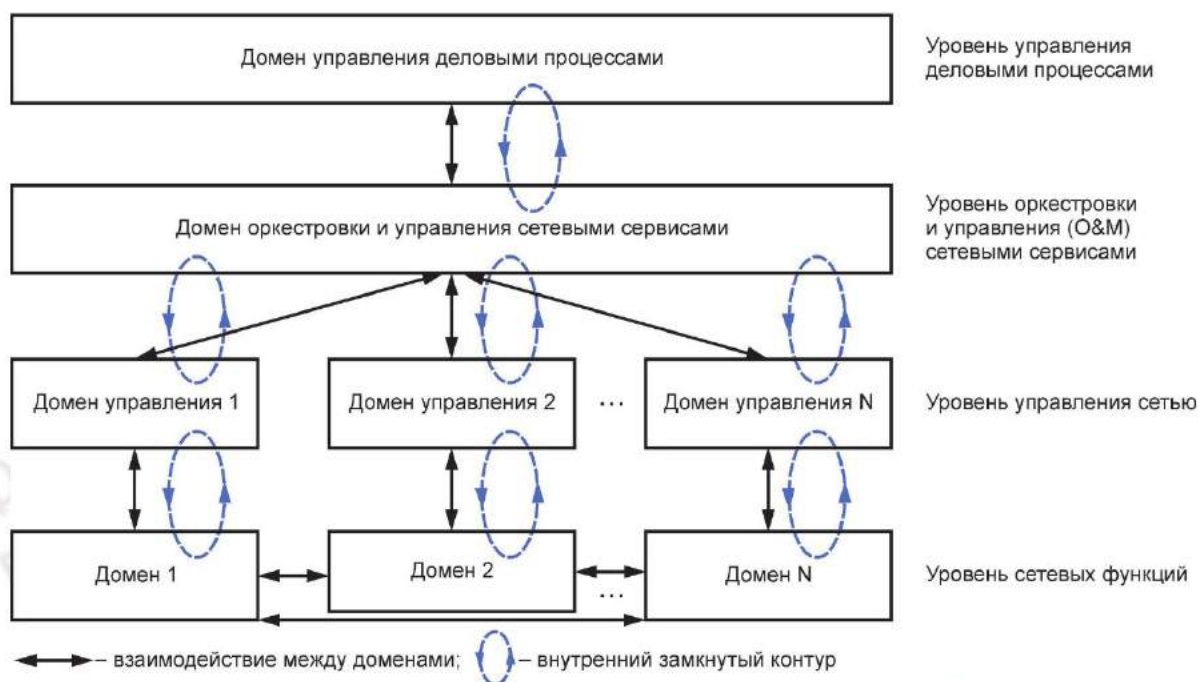 Домен управления деловыми процессами
Уровень управления
деловыми процессами
Домен оркестровки и управления сетевыми сервисами
Уровень оркестровки
и управления (O&M)
сетевыми сервисами
Домен управления 1
Домен управления 2
...
Домен управления N
Уровень управления сетью
Домен 1
Домен 2
...
Домен N
Уровень сетевых функций
– взаимодействие между доменами;
– внутренний замкнутый контур